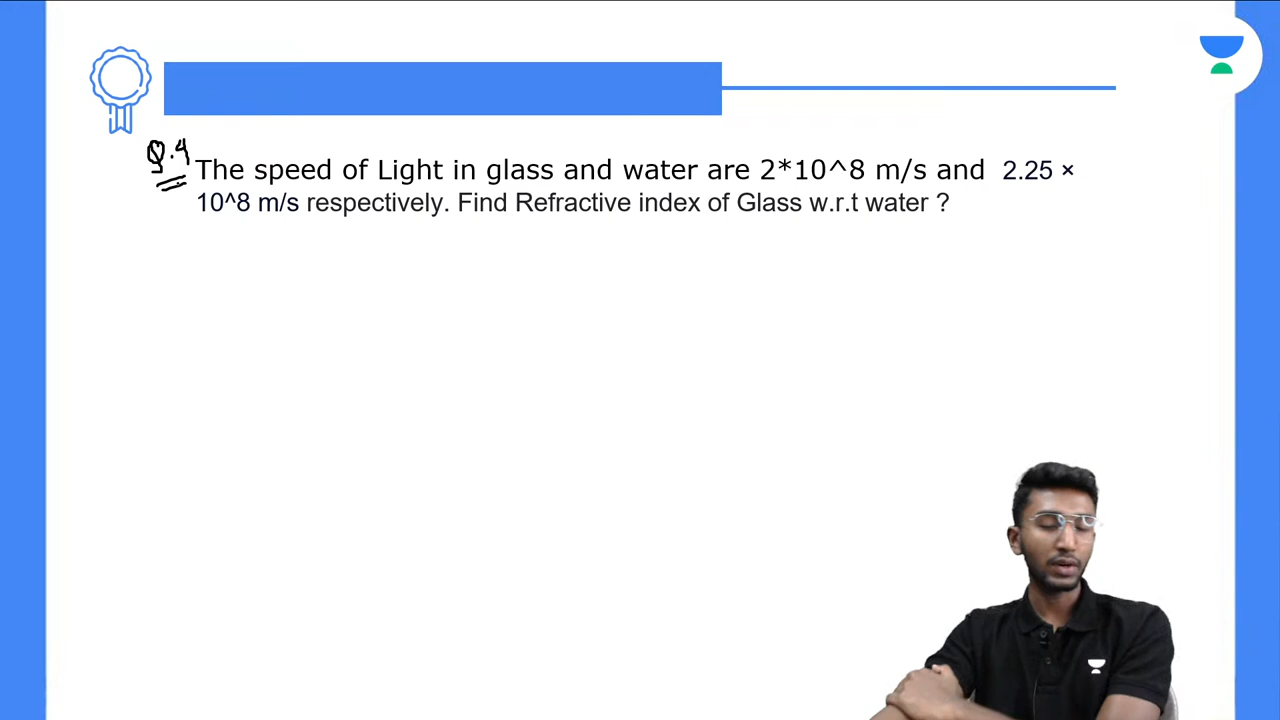 Q.4
The speed of Light in glass and water are 2*10^8 m/s and 2.25 ×
10^8 m/s respectively. Find Refractive index of Glass w.r.t water ?